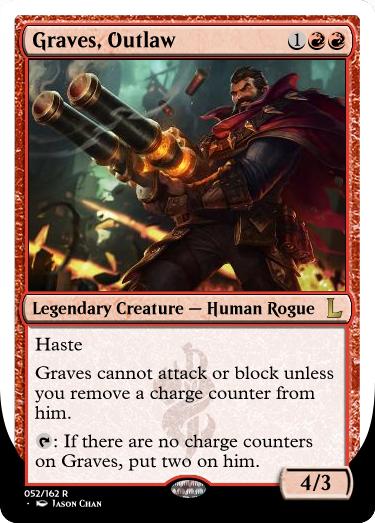 Graves, Outlaw 1
Legendary Creature — Human Rogue L
Haste
Graves cannot attack or block unless
you remove a charge counter from
him.
: If there are no charge counters
on Graves, put two on him.
052/162 R
· Jason Chan
4/3